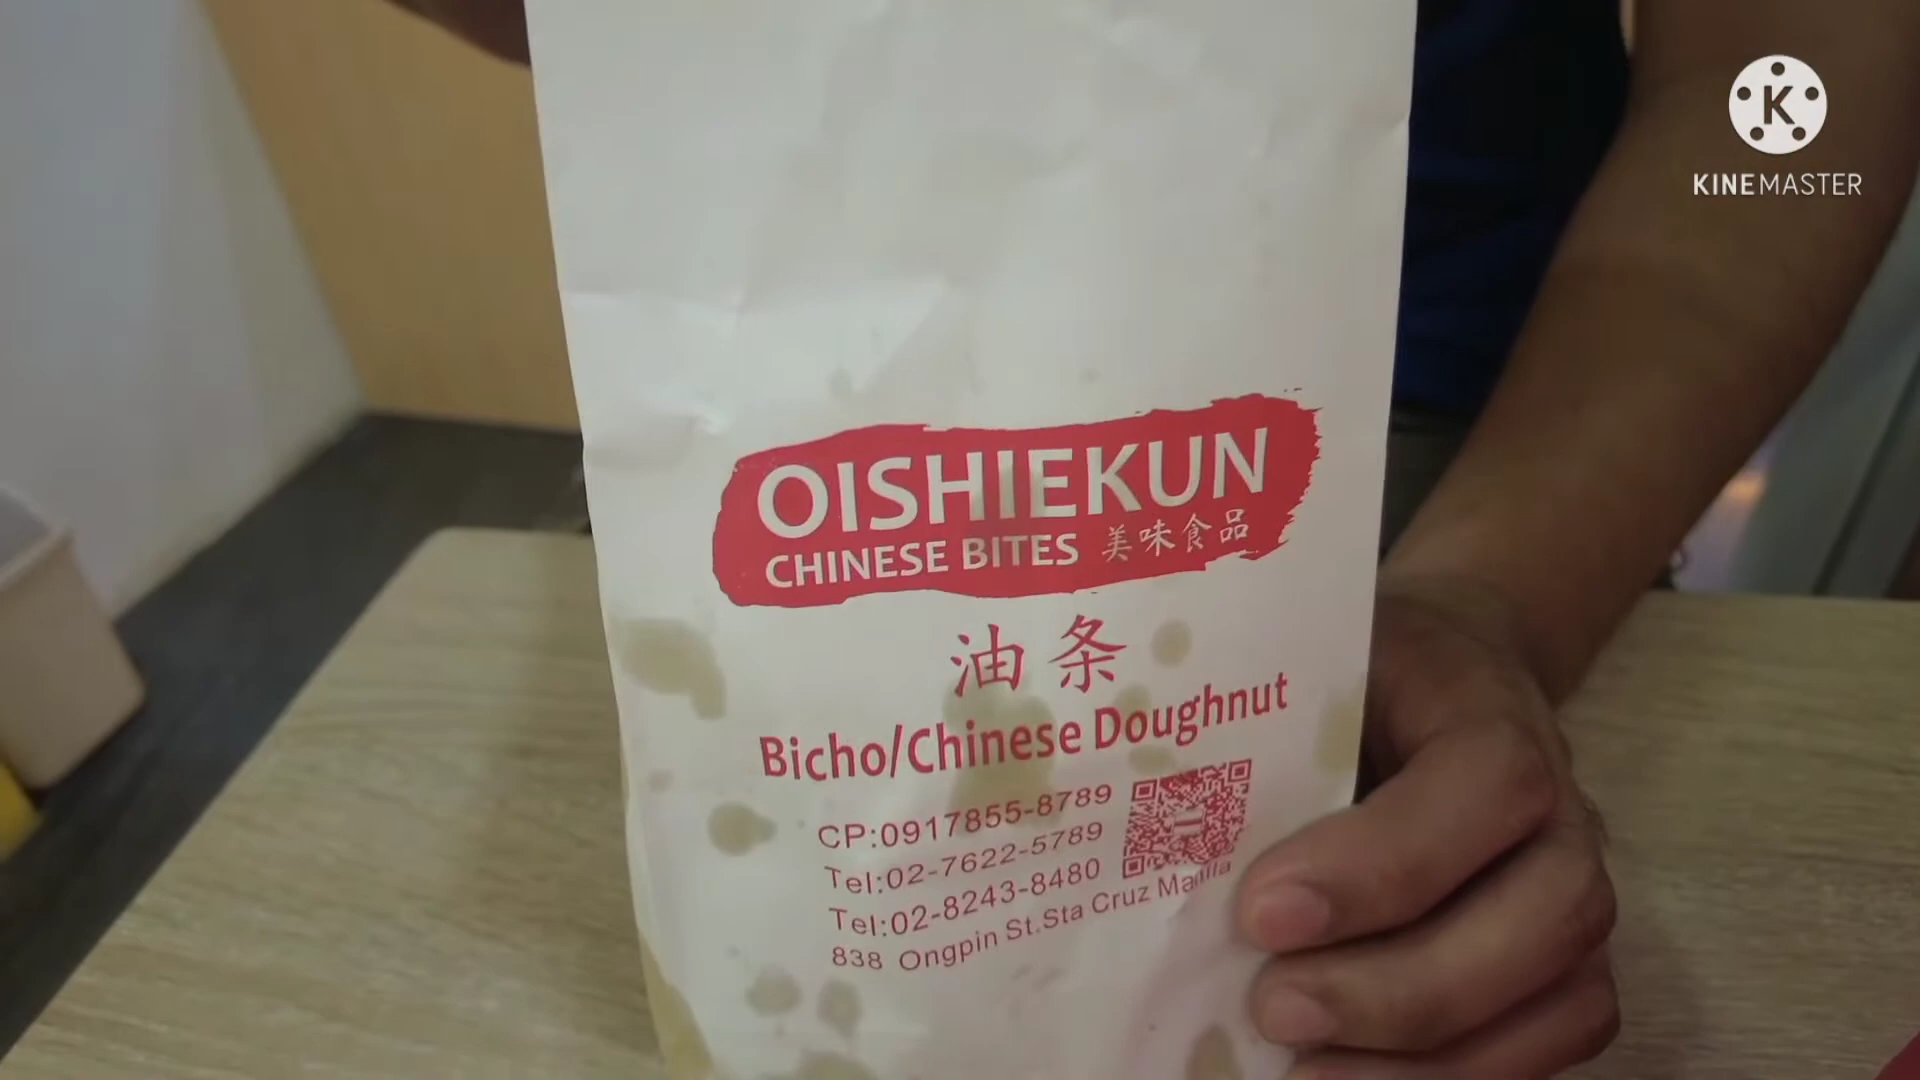 KINEMASTER
OISHIEKUN
CHINESE BITES 美味食品
油条
Bicho/Chinese Doughnut
CP:0917855-8789
Tel:02-7622-5789
Tel:02-8243-8480
838 Ongpin St.Sta Cruz Manila